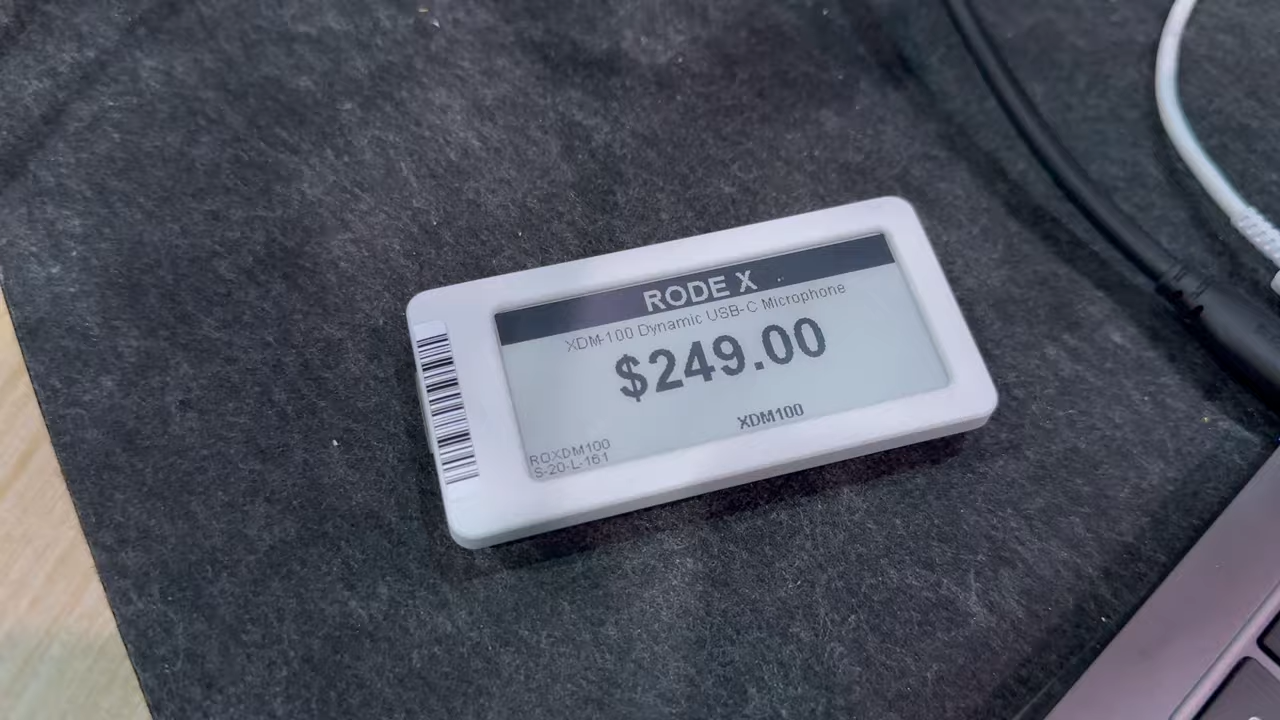 RODE X
XDM-100 Dynamic USB-C Microphone
$249.00
XDM100
ROXDM100
S-20-L-161